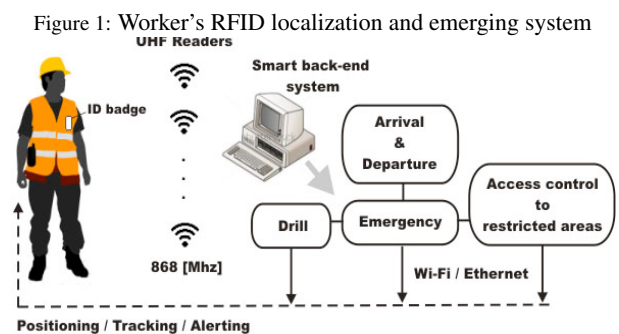 Figure 1: Worker's RFID localization and emerging system
UHF Readers
Smart back-end
system
ID badge
Arrival
&
Departure
Access control
to
restricted areas
Drill
Emergency
868 [Mhz]
Wi-Fi / Ethernet
Positioning / Tracking / Alerting